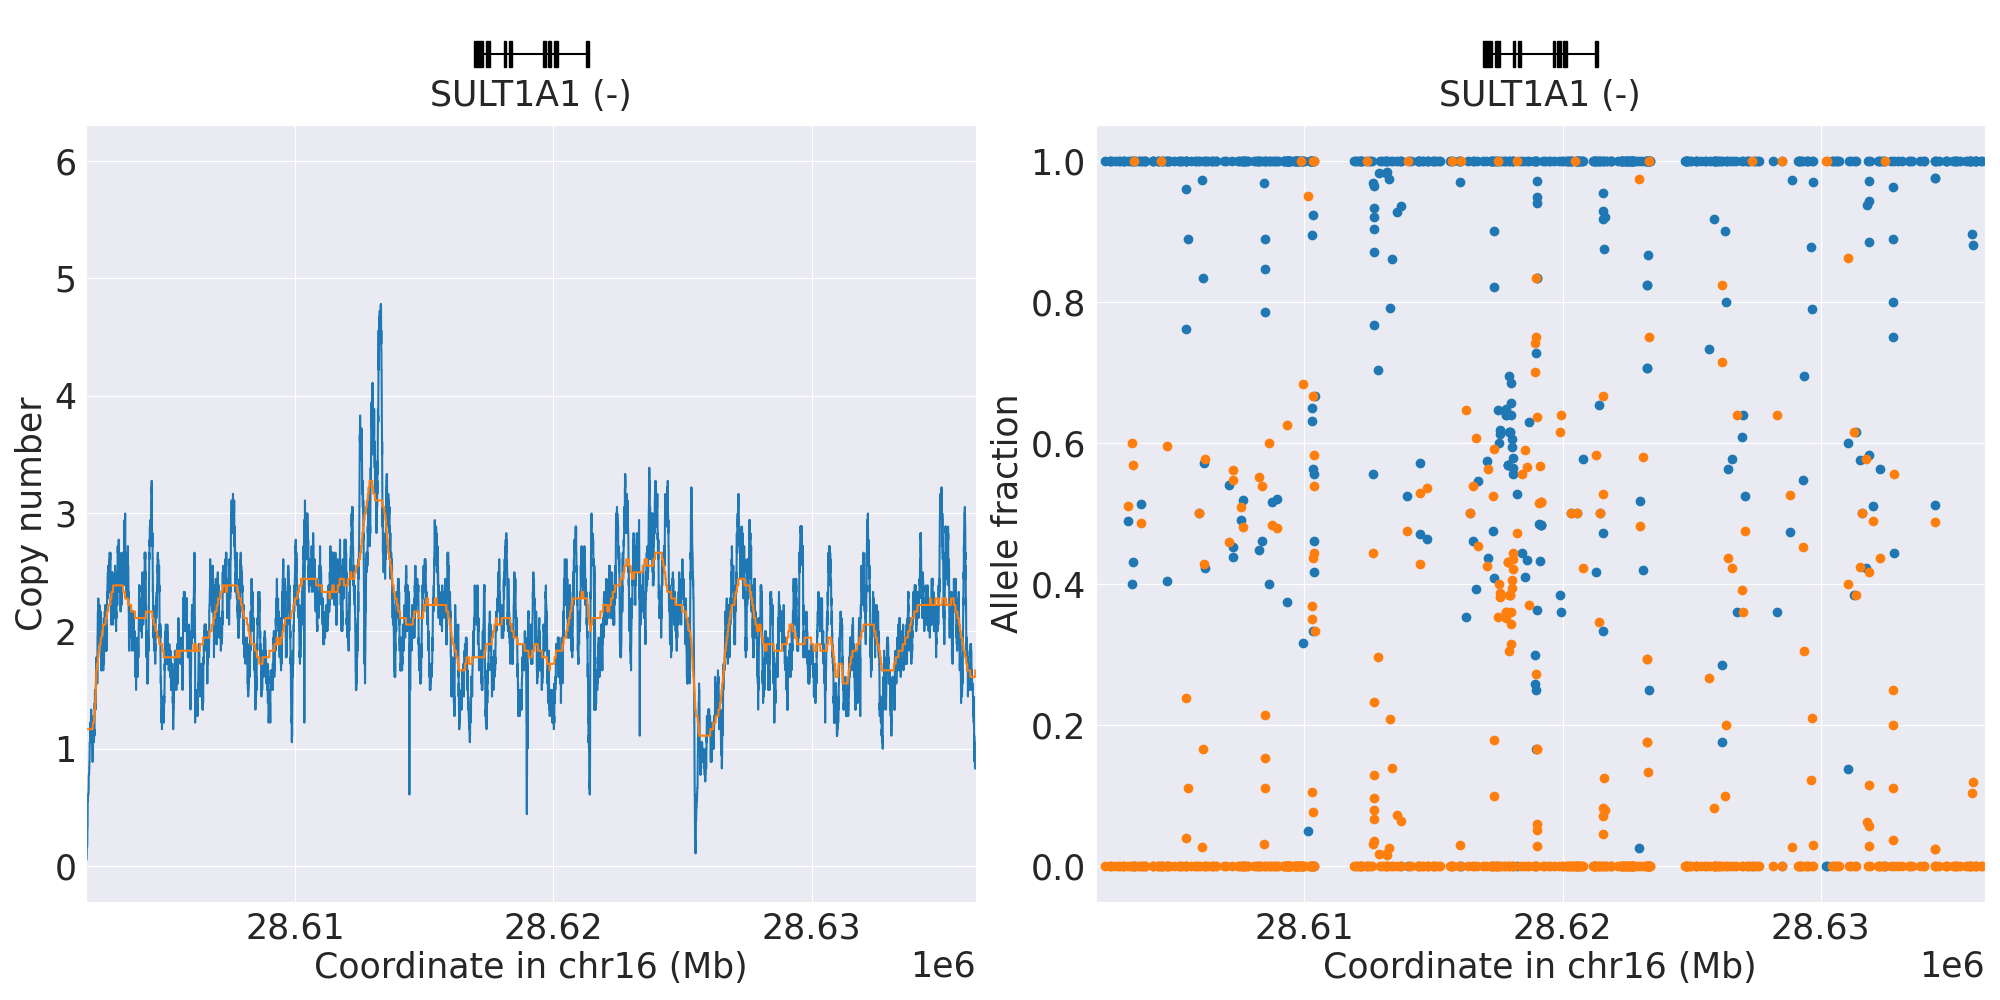 SULT1A1 (-)
SULT1A1 (-)
Copy number
6
5
4
3
2
1
0
28.61
28.62
28.63
Coordinate in chr16 (Mb)
1e6
Allele fraction
1.0
0.8
0.6
0.4
0.2
0.0
28.61
28.62
28.63
Coordinate in chr16 (Mb)
1e6